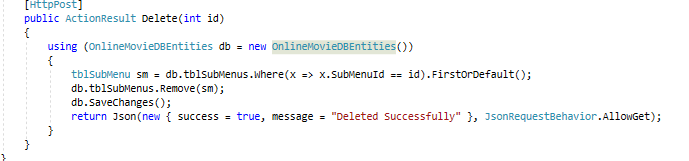 [HttpPost]
public ActionResult Delete(int id)
{
using (OnlineMovieDBEntities db = new OnlineMovieDBEntities())
{
tblSubMenu sm = db.tblSubMenus.Where(x => x.SubMenuId == id).FirstOrDefault();
db.tblSubMenus.Remove(sm);
db.SaveChanges();
return Json(new { success = true, message = "Deleted Successfully" }, JsonRequestBehavior.AllowGet);
}
}
}